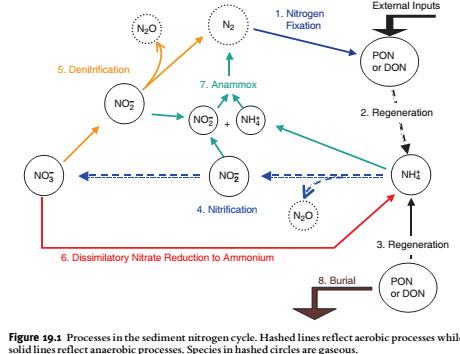 External Inputs
1. Nitrogen
Fixation
N₂O
N₂
PON
or DON
5. Denitrification
7. Anammox
NO₂⁻
NO₂⁻ + NH₄⁺
2. Regeneration
NO₃⁻
NO₂⁻
NH₄⁺
4. Nitrification
N₂O
3. Regeneration
6. Dissimilatory Nitrate Reduction to Ammonium
8. Burial
PON
or DON
Figure 19.1 Processes in the sediment nitrogen cycle. Hashed lines reflect aerobic processes while
solid lines reflect anaerobic processes. Species in hashed circles are gaseous.